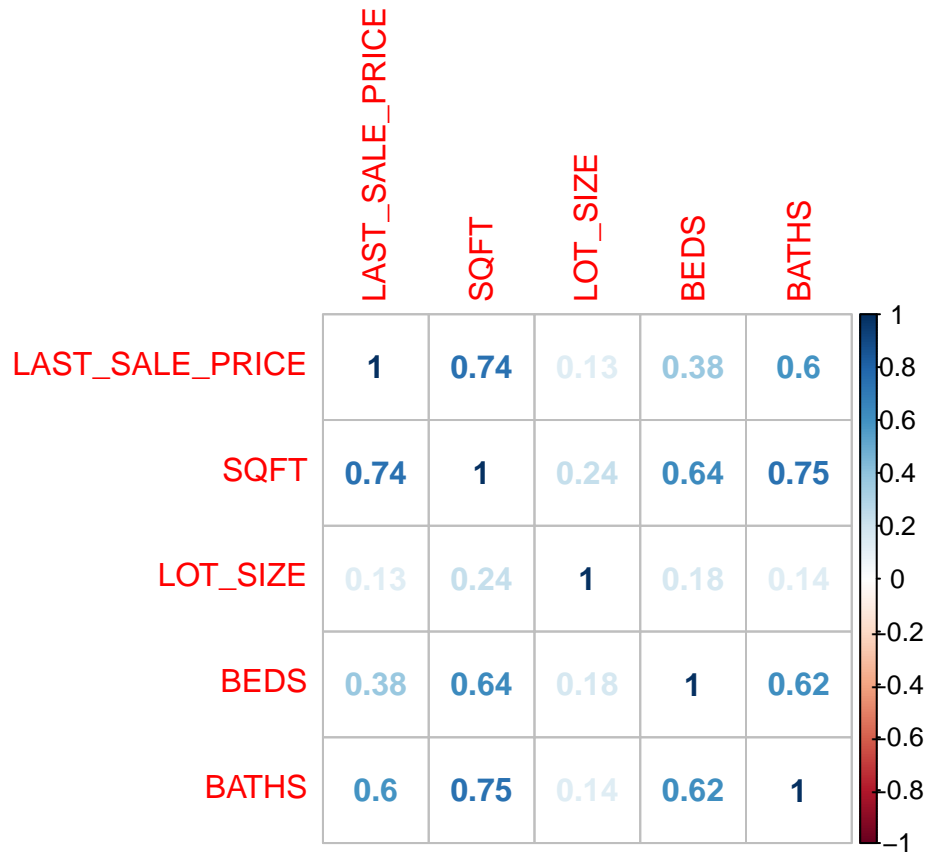 LAST_SALE_PRICE
SQFT
LOT_SIZE
BEDS
BATHS
LAST_SALE_PRICE 1 0.74 0.13 0.38 0.6
SQFT 0.74 1 0.24 0.64 0.75
LOT_SIZE 0.13 0.24 1 0.18 0.14
BEDS 0.38 0.64 0.18 1 0.62
BATHS 0.6 0.75 0.14 0.62 1
1
0.8
0.6
0.4
0.2
0
−0.2
−0.4
−0.6
−0.8
−1